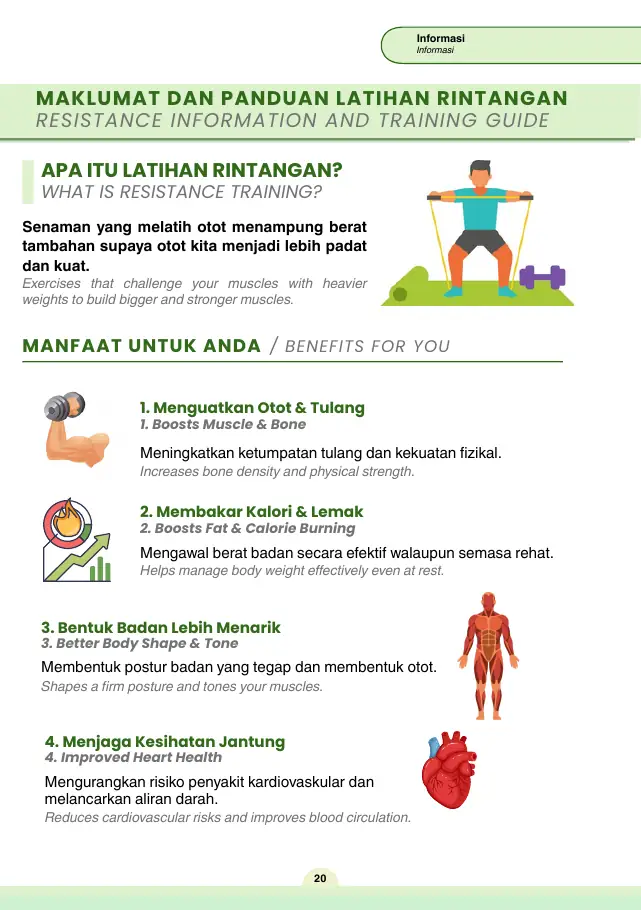 Informasi
Informasi
MAKLUMAT DAN PANDUAN LATIHAN RINTANGAN
RESISTANCE INFORMATION AND TRAINING GUIDE
APA ITU LATIHAN RINTANGAN?
WHAT IS RESISTANCE TRAINING?
Senaman yang melatih otot menampung berat
tambahan supaya otot kita menjadi lebih padat
dan kuat.
Exercises that challenge your muscles with heavier
weights to build bigger and stronger muscles.
MANFAAT UNTUK ANDA / BENEFITS FOR YOU
1. Menguatkan Otot & Tulang
1. Boosts Muscle & Bone
Meningkatkan ketumpatan tulang dan kekuatan fizikal.
Increases bone density and physical strength.
2. Membakar Kalori & Lemak
2. Boosts Fat & Calorie Burning
Mengawal berat badan secara efektif walaupun semasa rehat.
Helps manage body weight effectively even at rest.
3. Bentuk Badan Lebih Menarik
3. Better Body Shape & Tone
Membentuk postur badan yang tegap dan membentuk otot.
Shapes a firm posture and tones your muscles.
4. Menjaga Kesihatan Jantung
4. Improved Heart Health
Mengurangkan risiko penyakit kardiovaskular dan
melancarkan aliran darah.
Reduces cardiovascular risks and improves blood circulation.
20